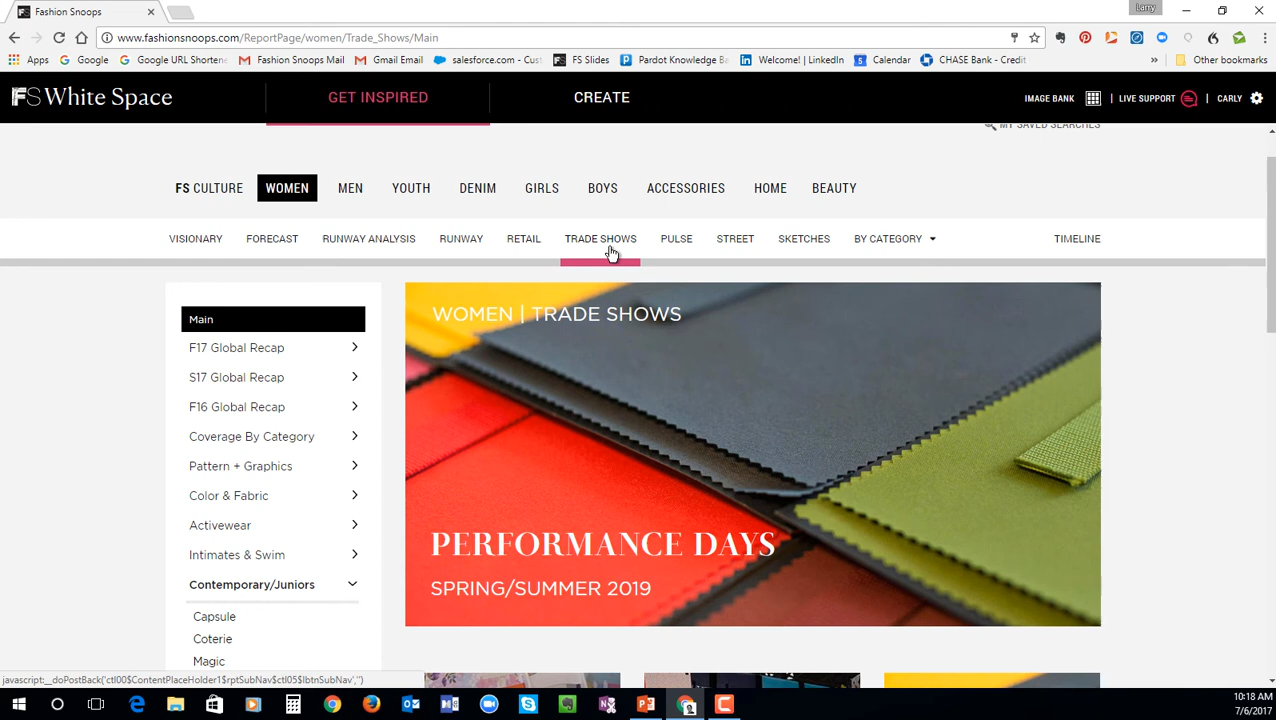 Fashion Snoops
Larry
www.fashionsnoops.com/ReportPage/women/Trade_Shows/Main
Apps
Google
Google URL Shortene
Fashion Snoops Mail
Gmail Email
salesforce.com - Cust
FS Slides
Pardot Knowledge Ba
Welcome! | LinkedIn
Calendar
CHASE Bank - Credit
»
Other bookmarks
FS White Space
GET INSPIRED
CREATE
IMAGE BANK
| LIVE SUPPORT
| CARLY
MY SAVED SEARCHES
FS CULTURE
WOMEN
MEN
YOUTH
DENIM
GIRLS
BOYS
ACCESSORIES
HOME
BEAUTY
VISIONARY
FORECAST
RUNWAY ANALYSIS
RUNWAY
RETAIL
TRADE SHOWS
PULSE
STREET
SKETCHES
BY CATEGORY
TIMELINE
Main
F17 Global Recap
S17 Global Recap
F16 Global Recap
Coverage By Category
Pattern + Graphics
Color & Fabric
Activewear
Intimates & Swim
Contemporary/Juniors
Capsule
Coterie
Magic
WOMEN | TRADE SHOWS
PERFORMANCE DAYS
SPRING/SUMMER 2019
javascript:__doPostBack('ctl00$ContentPlaceHolder1$rptSubNav$ctl05$lbtnSubNav','')
10:18 AM
7/6/2017